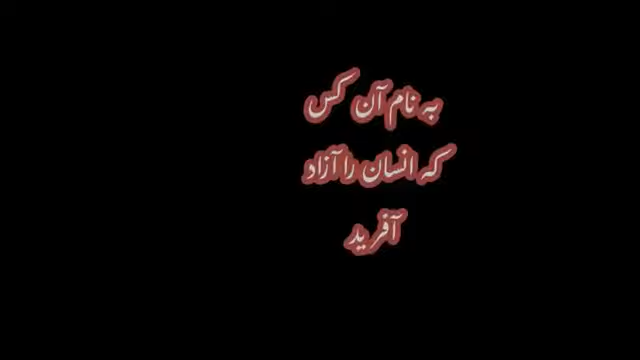 به نام آن کس
که انسان را آزاد
آفرید